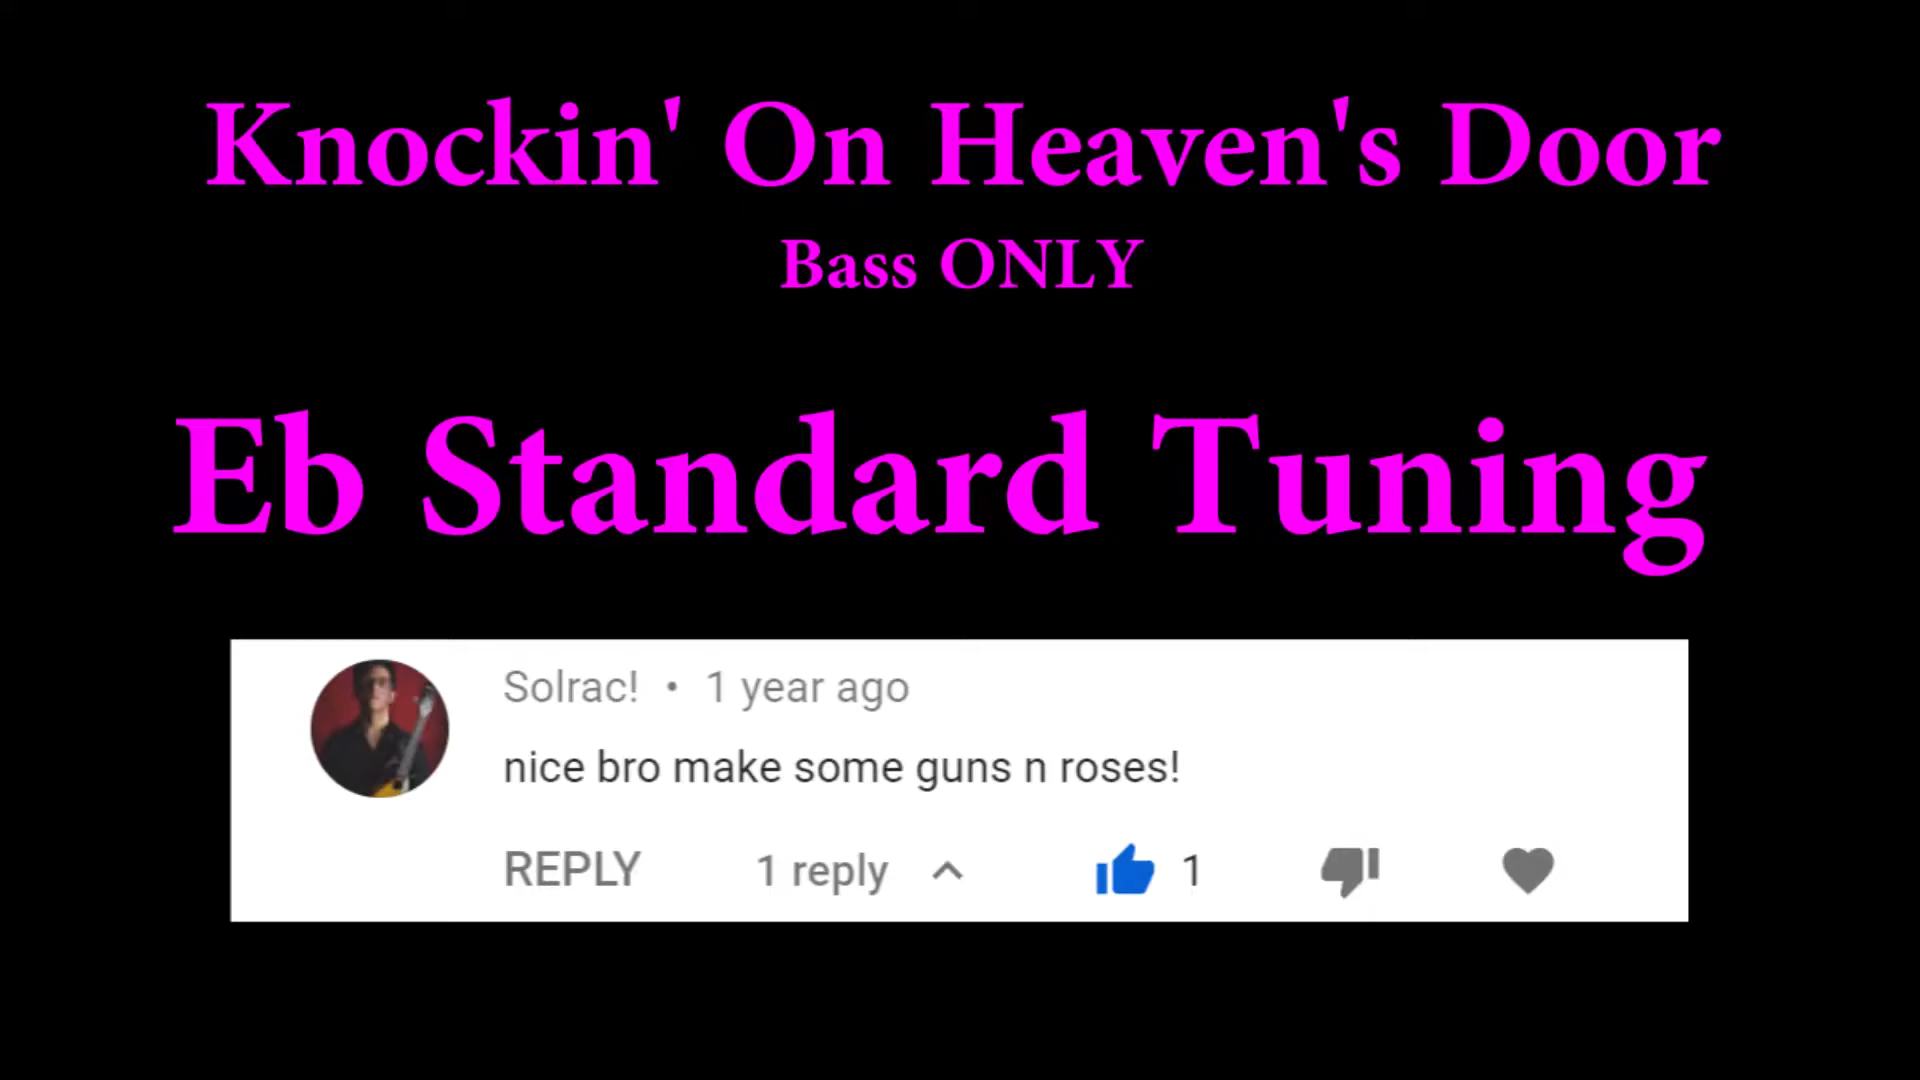 Knockin' On Heaven's Door
Bass ONLY
Eb Standard Tuning
Solrac! • 1 year ago
nice bro make some guns n roses!
REPLY 1 reply 1